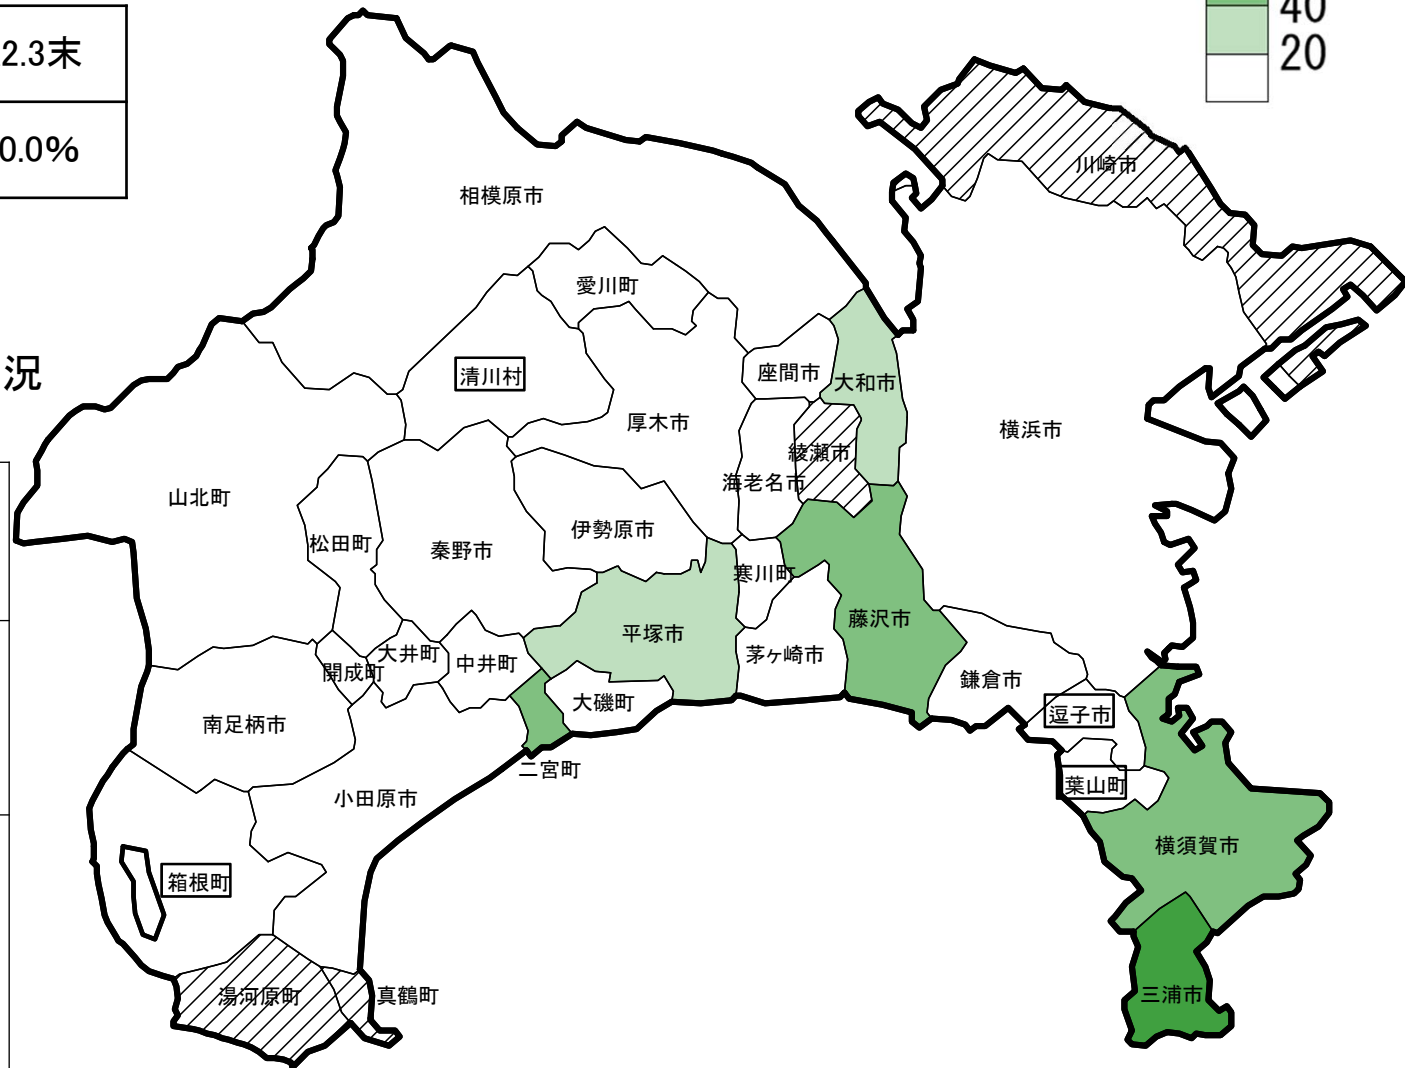 2.3末
0.0%
40
20
川崎市
相模原市
愛川町
況
清川村
座間市
大和市
厚木市
横浜市
綾瀬市
海老名市
山北町
伊勢原市
松田町
秦野市
寒川町
藤沢市
平塚市
大井町
茅ヶ崎市
中井町
開成町
鎌倉市
大磯町
逗子市
南足柄市
二宮町
葉山町
小田原市
横須賀市
箱根町
湯河原町
真鶴町
三浦市